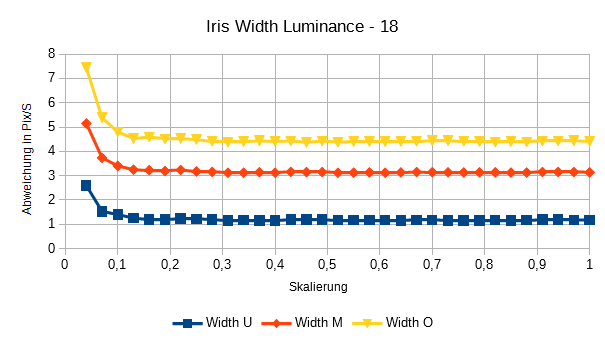 Iris Width Luminance - 18
Abweichung in Pix/S
8
7
6
5
4
3
2
1
0
0 0,1 0,2 0,3 0,4 0,5 0,6 0,7 0,8 0,9 1
Skalierung
Width U Width M Width O